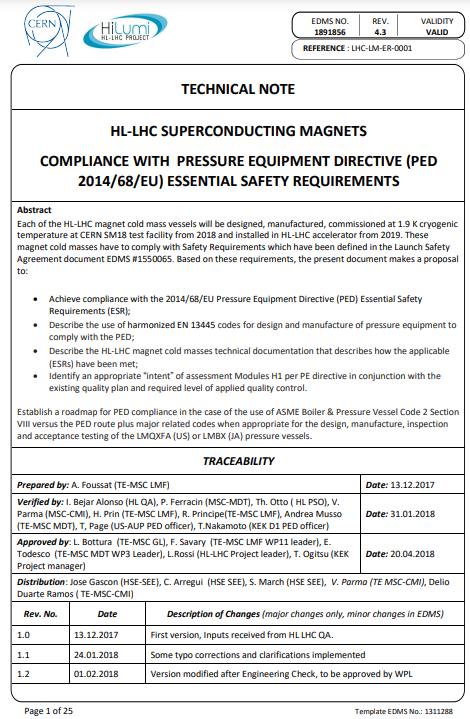 CERN
HiLumi
HL-LHC PROJECT
EDMS NO. REV. VALIDITY
1891856 4.3 VALID
REFERENCE : LHC-LM-ER-0001
TECHNICAL NOTE
HL-LHC SUPERCONDUCTING MAGNETS
COMPLIANCE WITH PRESSURE EQUIPMENT DIRECTIVE (PED
2014/68/EU) ESSENTIAL SAFETY REQUIREMENTS
Abstract
Each of the HL-LHC magnet cold mass vessels will be designed, manufactured, commissioned at 1.9 K cryogenic
temperature at CERN SM18 test facility from 2018 and installed in HL-LHC accelerator from 2019. These
magnet cold masses have to comply with Safety Requirements which have been defined in the Launch Safety
Agreement document EDMS #1550065. Based on these requirements, the present document makes a proposal
to:
• Achieve compliance with the 2014/68/EU Pressure Equipment Directive (PED) Essential Safety
Requirements (ESR);
• Describe the use of harmonized EN 13445 codes for design and manufacture of pressure equipment to
comply with the PED;
• Describe the HL-LHC magnet cold masses technical documentation that describes how the applicable
(ESRs) have been met;
• Identify an appropriate "intent" of assessment Modules H1 per PE directive in conjunction with the
existing quality plan and required level of applied quality control.
Establish a roadmap for PED compliance in the case of the use of ASME Boiler & Pressure Vessel Code 2 Section
VIII versus the PED route plus major related codes when appropriate for the design, manufacture, inspection
and acceptance testing of the LMQXFA (US) or LMBX (JA) pressure vessels.
TRACEABILITY
Prepared by: A. Foussat (TE-MSC LMF) Date: 13.12.2017
Verified by: I. Bejar Alonso (HL QA), P. Ferracin (MSC-MDT), Th. Otto ( HL PSO), V.
Parma (MSC-CMI), H. Prin (TE-MSC LMF), R. Principe(TE-MSC LMF), Andrea Musso
(TE-MSC MDT), T, Page (US-AUP PED officer), T.Nakamoto (KEK D1 PED officer)
Date: 31.01.2018
Approved by: L. Bottura (TE-MSC GL), F. Savary (TE-MSC LMF WP11 leader), E.
Todesco (TE-MSC MDT WP3 Leader), L.Rossi (HL-LHC Project leader), T. Ogitsu (KEK
Project manager)
Date: 20.04.2018
Distribution: Jose Gascon (HSE-SEE), C. Arregui (HSE SEE), S. March (HSE SEE), V. Parma (TE MSC-CMI), Delio
Duarte Ramos ( TE-MSC-CMI)
Rev. No. Date Description of Changes (major changes only, minor changes in EDMS)
1.0 13.12.2017 First version, Inputs received from HL LHC QA.
1.1 24.01.2018 Some typo corrections and clarifications implemented
1.2 01.02.2018 Version modified after Engineering Check, to be approved by WPL
Page 1 of 25 Template EDMS No.: 1311288